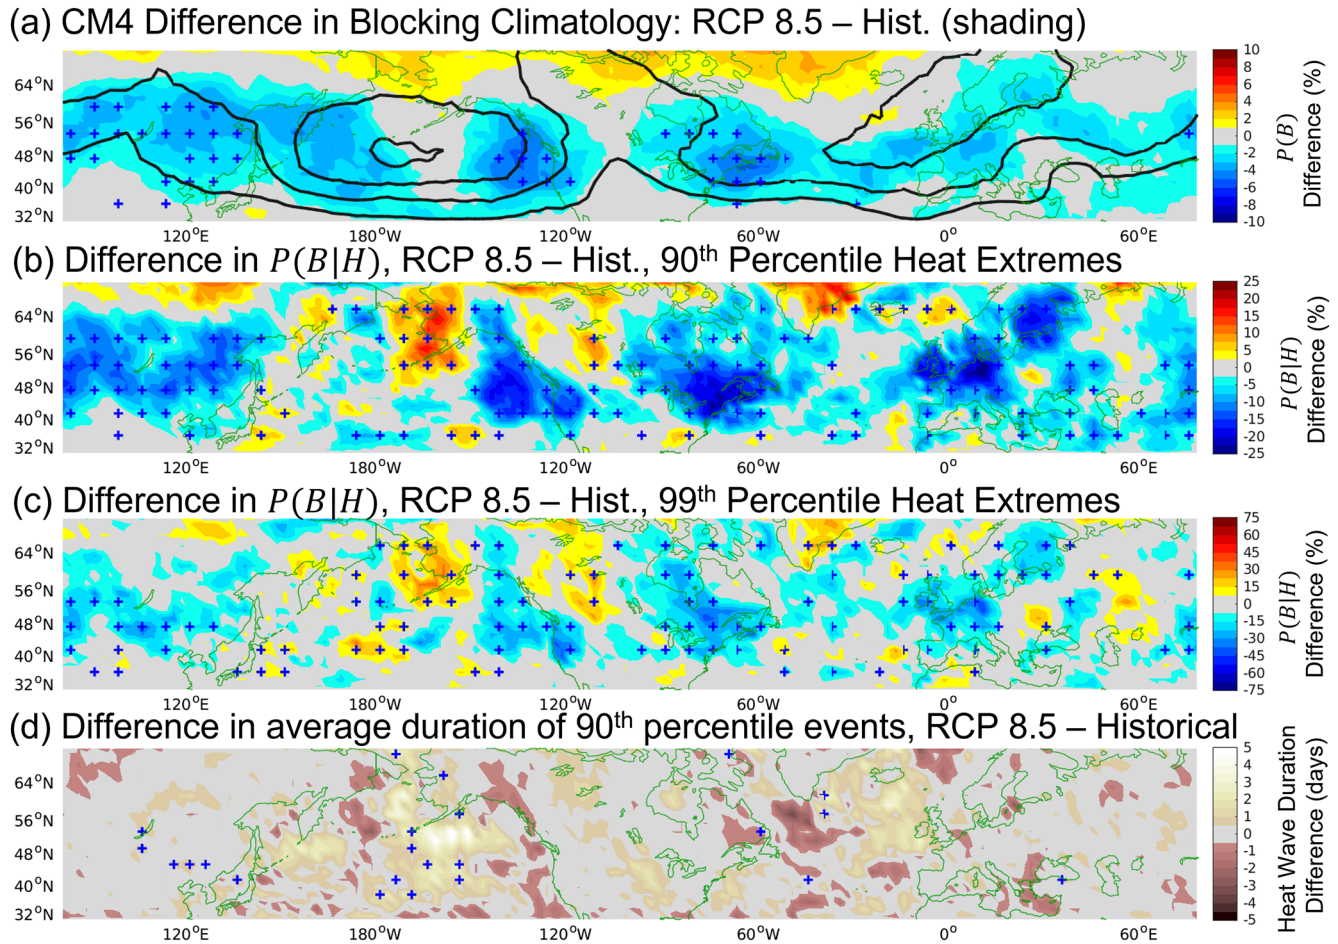 (a) CM4 Difference in Blocking Climatology: RCP 8.5 – Hist. (shading)
64°N
56°N
48°N
40°N
32°N
120°E 180°W 120°W 60°W 0° 60°E
10
8
6
4
2
0
-2
-4
-6
-8
-10
P(B)
Difference (%)
(b) Difference in P(B|H), RCP 8.5 – Hist., 90th Percentile Heat Extremes
64°N
56°N
48°N
40°N
32°N
120°E 180°W 120°W 60°W 0° 60°E
25
20
15
10
5
0
-5
-10
-15
-20
-25
P(B|H)
Difference (%)
(c) Difference in P(B|H), RCP 8.5 – Hist., 99th Percentile Heat Extremes
64°N
56°N
48°N
40°N
32°N
120°E 180°W 120°W 60°W 0° 60°E
75
60
45
30
15
0
-15
-30
-45
-60
-75
P(B|H)
Difference (%)
(d) Difference in average duration of 90th percentile events, RCP 8.5 – Historical
64°N
56°N
48°N
40°N
32°N
120°E 180°W 120°W 60°W 0° 60°E
5
4
3
2
1
0
-1
-2
-3
-4
-5
Heat Wave Duration
Difference (days)